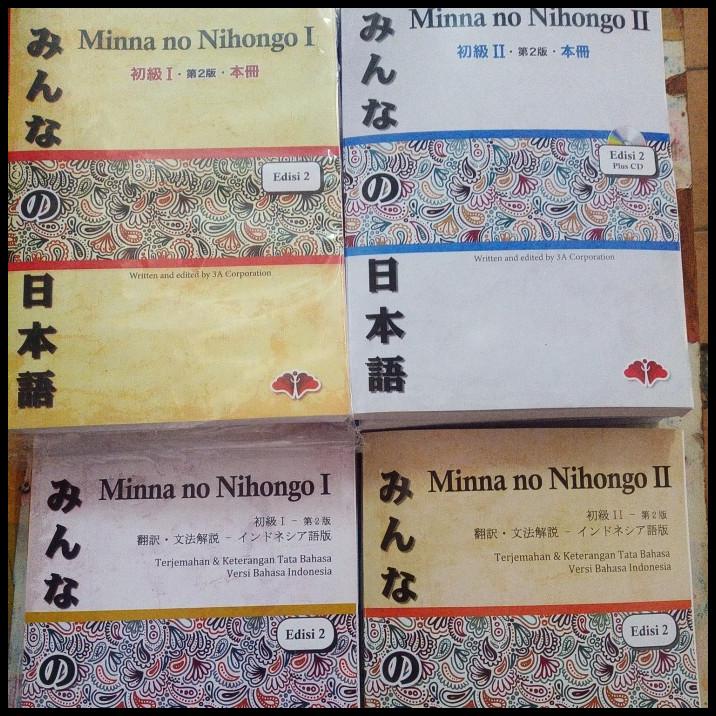 みんなの日本語
Minna no Nihongo I
初級 I・第2版・本冊
Edisi 2
Written and edited by 3A Corporation
みんなの日本語
Minna no Nihongo II
初級 II・第2版・本冊
Edisi 2
Plus CD
Written and edited by 3A Corporation
みんなの
Minna no Nihongo I
初級 I - 第2版
翻訳・文法解説 - インドネシア語版
Terjemahan & Keterangan Tata Bahasa
Versi Bahasa Indonesia
Edisi 2
みんなの
Minna no Nihongo II
初級 II - 第2版
翻訳・文法解説 - インドネシア語版
Terjemahan & Keterangan Tata Bahasa
Versi Bahasa Indonesia
Edisi 2